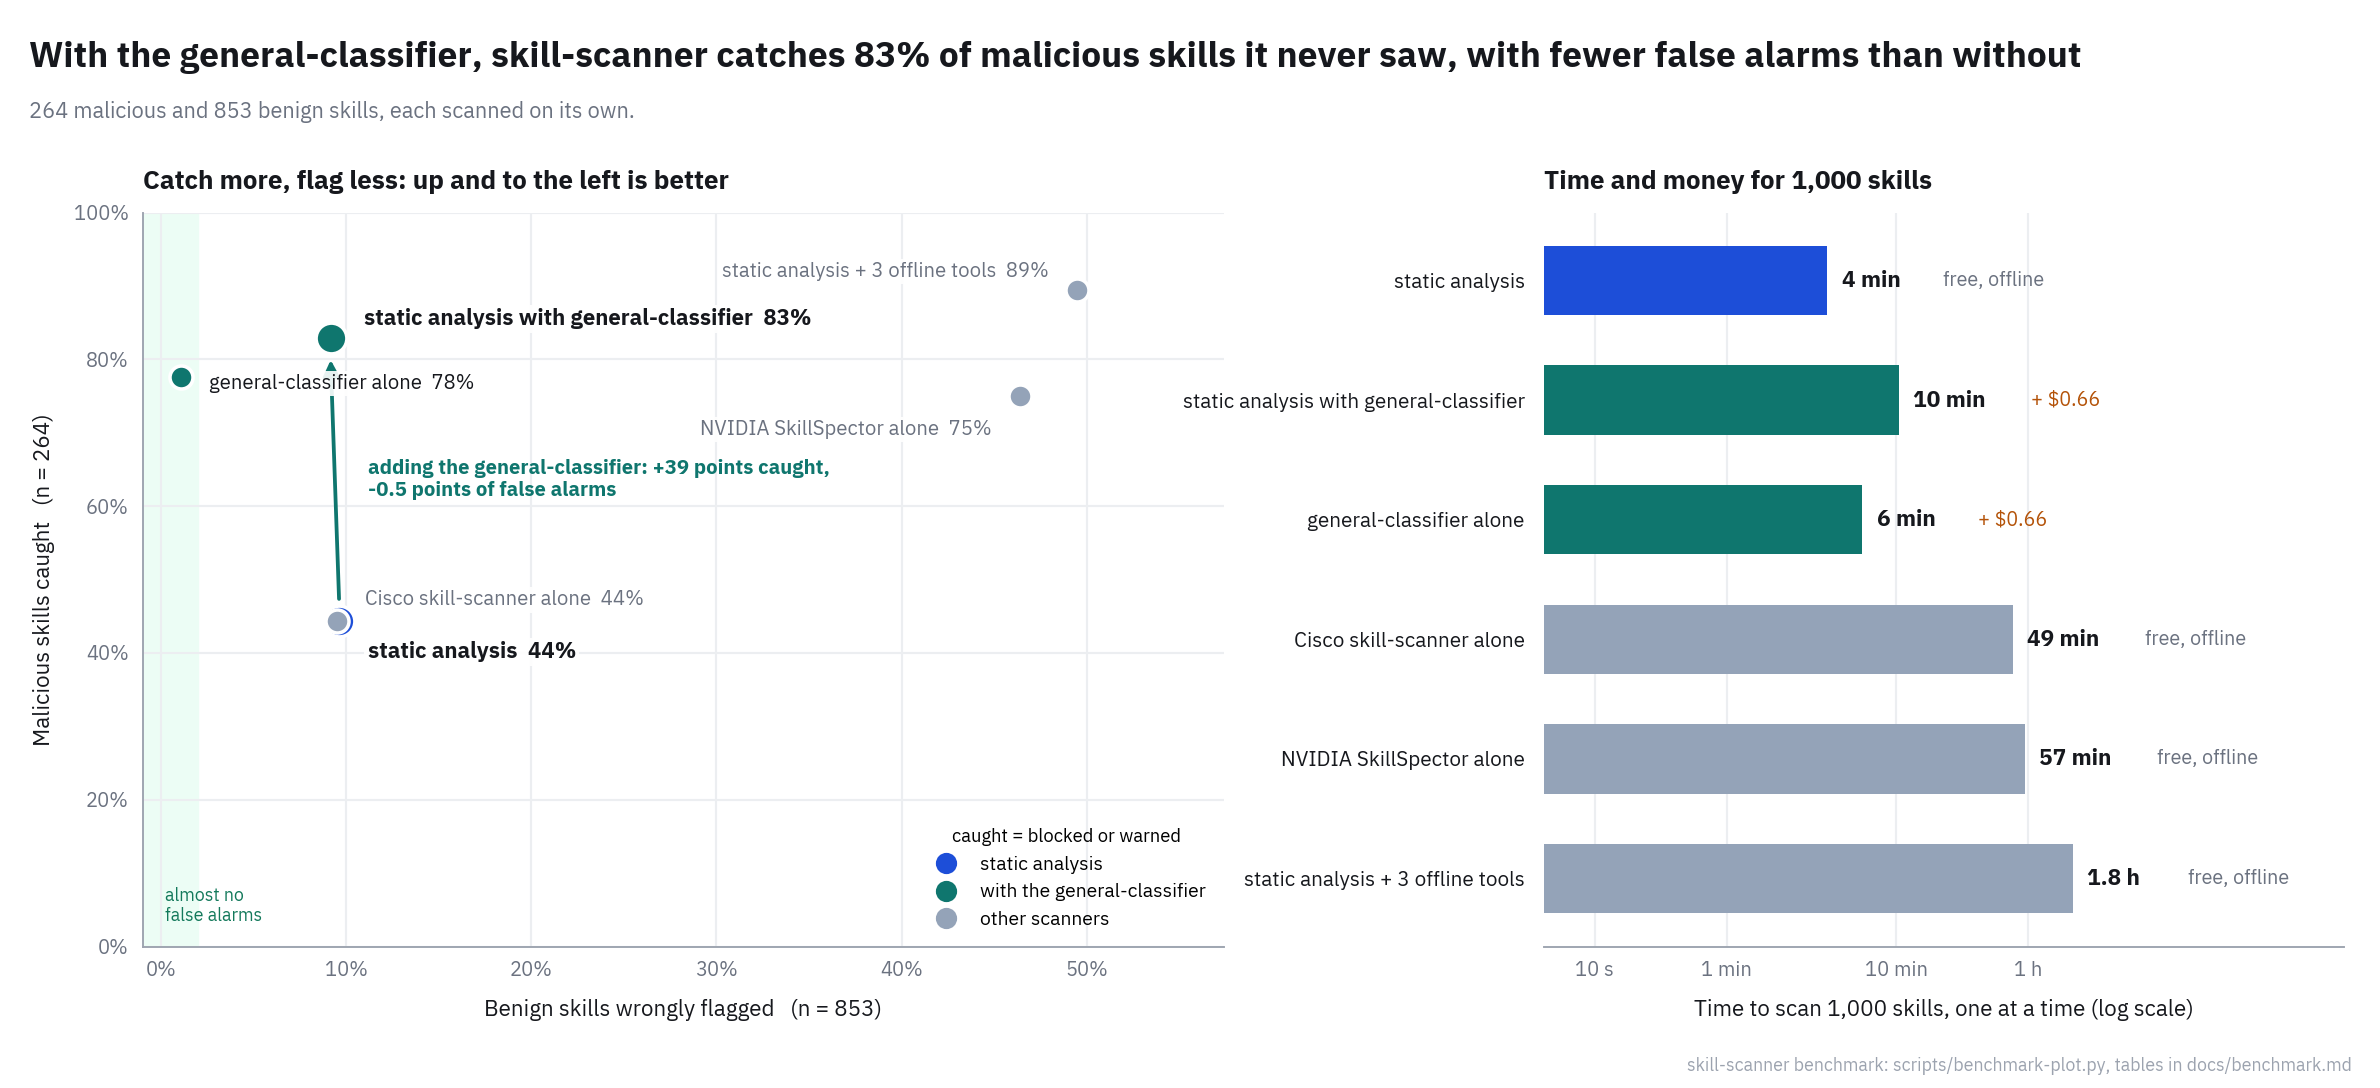 With the general-classifier, skill-scanner catches 83% of malicious skills it never saw, with fewer false alarms than without
264 malicious and 853 benign skills, each scanned on its own.
Catch more, flag less: up and to the left is better
100%
80%
60%
40%
20%
0%
Malicious skills caught (n = 264)
static analysis + 3 offline tools 89%
static analysis with general-classifier 83%
general-classifier alone 78%
NVIDIA SkillSpector alone 75%
adding the general-classifier: +39 points caught,
-0.5 points of false alarms
Cisco skill-scanner alone 44%
static analysis 44%
almost no
false alarms
caught = blocked or warned
static analysis
with the general-classifier
other scanners
0%
10%
20%
30%
40%
50%
Benign skills wrongly flagged (n = 853)
Time and money for 1,000 skills
static analysis
4 min
free, offline
static analysis with general-classifier
10 min
+ $0.66
general-classifier alone
6 min
+ $0.66
Cisco skill-scanner alone
49 min
free, offline
NVIDIA SkillSpector alone
57 min
free, offline
static analysis + 3 offline tools
1.8 h
free, offline
10 s
1 min
10 min
1 h
Time to scan 1,000 skills, one at a time (log scale)
skill-scanner benchmark: scripts/benchmark-plot.py, tables in docs/benchmark.md